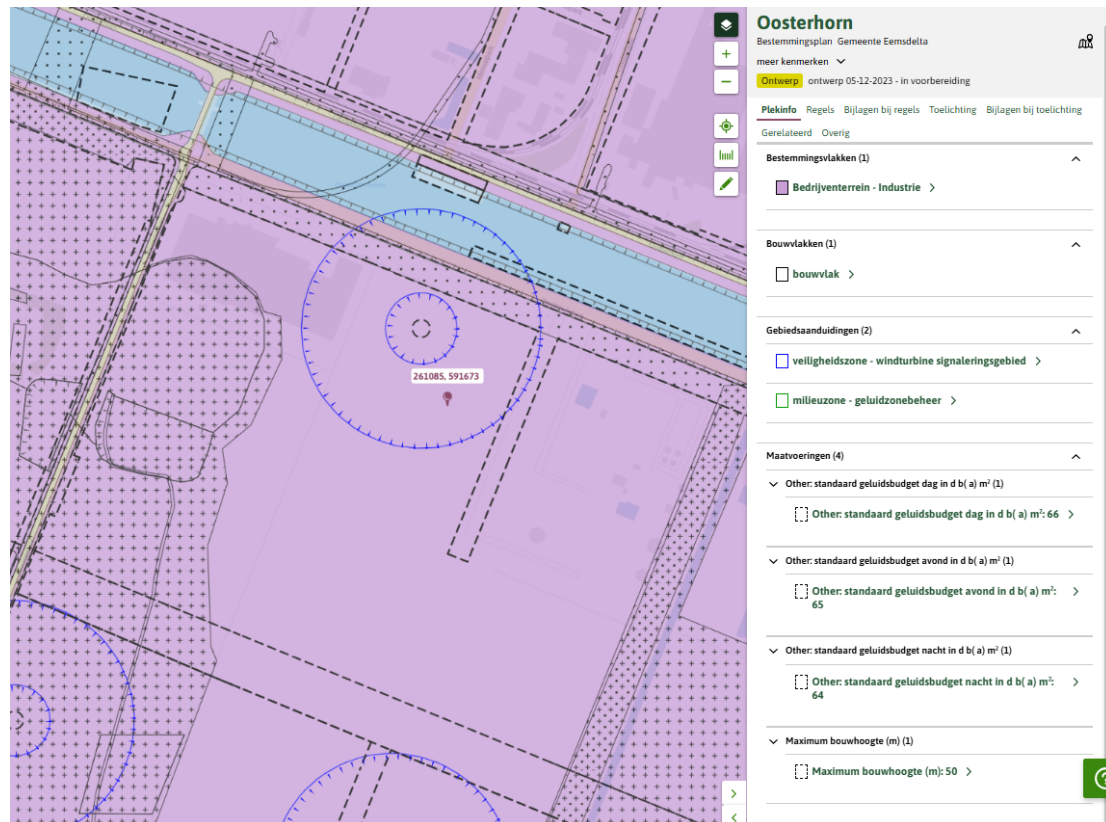 261085, 591673
Oosterhorn
Bestemmingsplan Gemeente Eemsdelta
meer kenmerken
Ontwerp ontwerp 05-12-2023 - in voorbereiding
Plekinfo Regels Bijlagen bij regels Toelichting Bijlagen bij toelichting
Gerelateerd Overig
Bestemmingsvlakken (1)
Bedrijventerrein - Industrie
Bouwvlakken (1)
bouwvlak
Gebiedsaanduidingen (2)
veiligheidszone - windturbine signaleringsgebied
milieuzone - geluidzonebeheer
Maatvoeringen (4)
Other: standaard geluidsbudget dag in d b( a) m² (1)
Other: standaard geluidsbudget dag in d b( a) m²: 66
Other: standaard geluidsbudget avond in d b( a) m² (1)
Other: standaard geluidsbudget avond in d b( a) m²:
65
Other: standaard geluidsbudget nacht in d b( a) m² (1)
Other: standaard geluidsbudget nacht in d b( a) m²:
64
Maximum bouwhoogte (m) (1)
Maximum bouwhoogte (m): 50